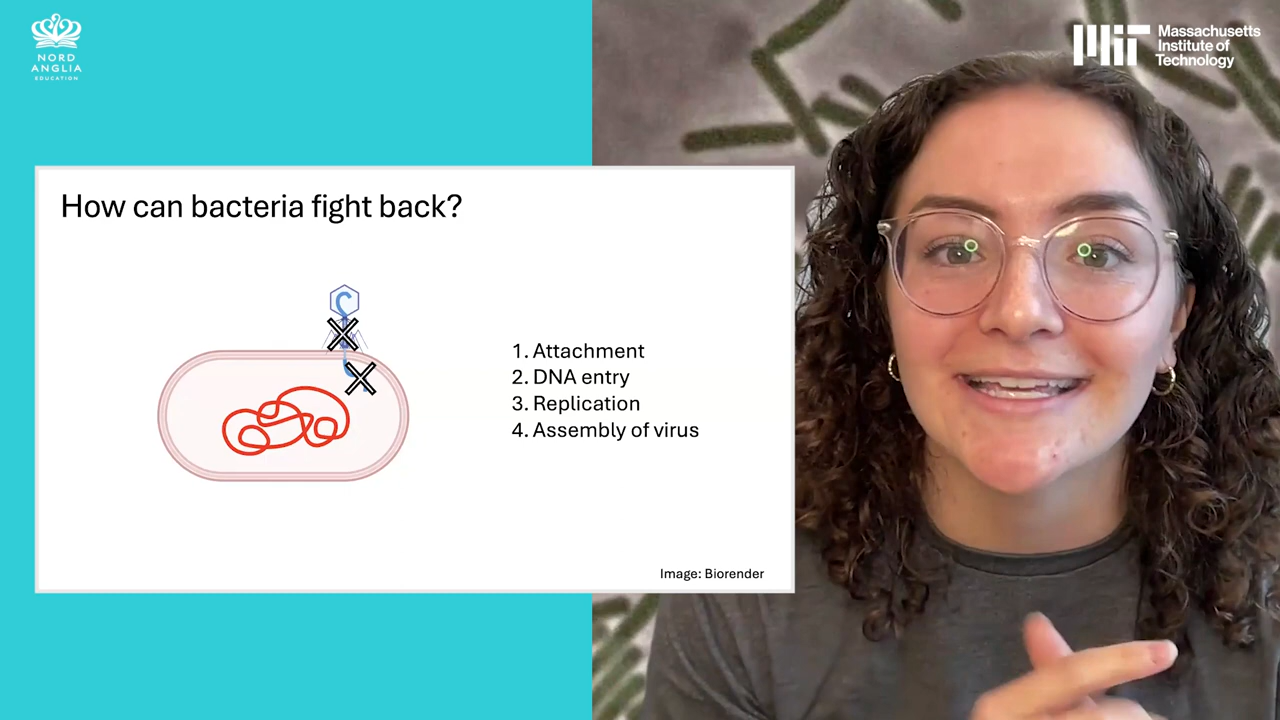 NORD
ANGLIA
EDUCATION
Massachusetts
Institute of
Technology
How can bacteria fight back?
1. Attachment
2. DNA entry
3. Replication
4. Assembly of virus
Image: Biorender